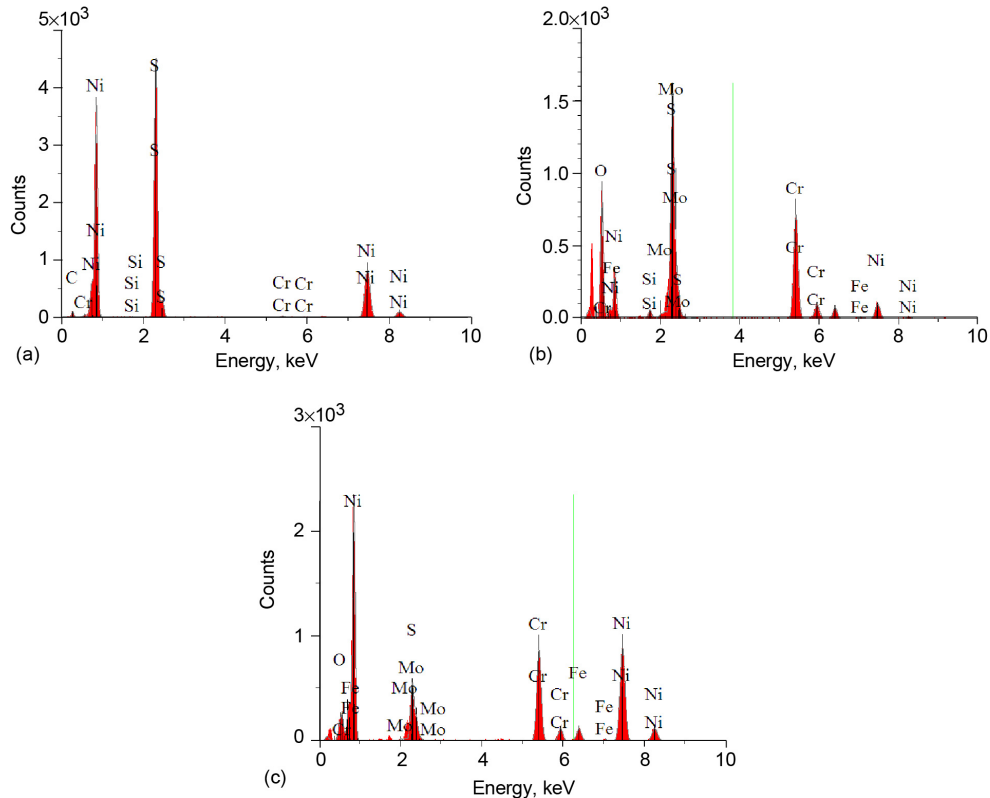 5×10³
S
Ni
4
3
S
Counts
2
Ni
Ni
1
Si
S
Ni
C
Si
Ni
Ni
Cr
Si
S
Cr Cr
Cr Cr
Ni
0
0 2 4 6 8 10
(a)
Energy, keV
2.0×10³
Mo
1.5
S
O
S
1.0
Cr
Mo
Counts
Ni
Mo
Cr
0.5
Fe
Si
S
Cr
Ni
Ni
Si
Mo
Cr
Fe
Ni
Cr
Fe
Ni
0
0 2 4 6 8 10
(b)
Energy, keV
3×10³
Ni
2
Counts
S
Cr
Ni
1
O
Mo
Fe
Mo
Cr
Fe
Ni
Fe
Mo
Cr
Fe
Ni
Cr
Mo
Mo
Cr
Fe
Ni
0
0 2 4 6 8 10
(c)
Energy, keV